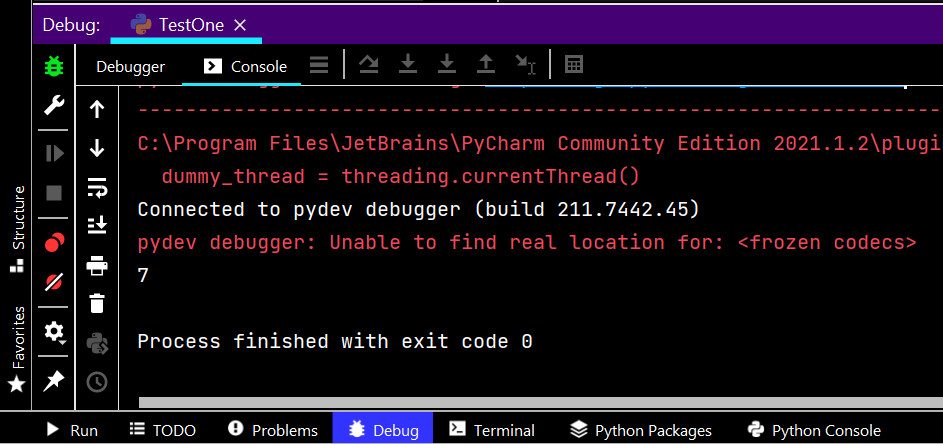 Debug: TestOne
Debugger Console
----------------------------------------------------------------
C:\Program Files\JetBrains\PyCharm Community Edition 2021.1.2\plugi
dummy_thread = threading.currentThread()
Connected to pydev debugger (build 211.7442.45)
pydev debugger: Unable to find real location for: <frozen codecs>
7
Process finished with exit code 0
Structure
Favorites
Run TODO Problems Debug Terminal Python Packages Python Console